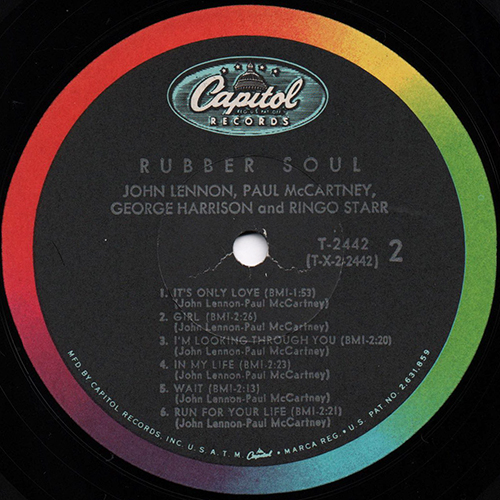 Capitol
REG. U.S. PAT. OFF.
RECORDS
RUBBER SOUL
JOHN LENNON, PAUL McCARTNEY,
GEORGE HARRISON and RINGO STARR
T-2442
(T-X-2-2442)
2
1. IT'S ONLY LOVE (BMI-1:53)
(John Lennon-Paul McCartney)
2. GIRL (BMI-2:26)
(John Lennon-Paul McCartney)
3. I'M LOOKING THROUGH YOU (BMI-2:20)
(John Lennon-Paul McCartney)
4. IN MY LIFE (BMI-2:23)
(John Lennon-Paul McCartney)
5. WAIT (BMI-2:13)
(John Lennon-Paul McCartney)
6. RUN FOR YOUR LIFE (BMI-2:21)
(John Lennon-Paul McCartney)
MFD. BY CAPITOL RECORDS, INC. U.S.A. T.M. Capitol MARCA REG. • U.S. PAT. NO. 2,631,859